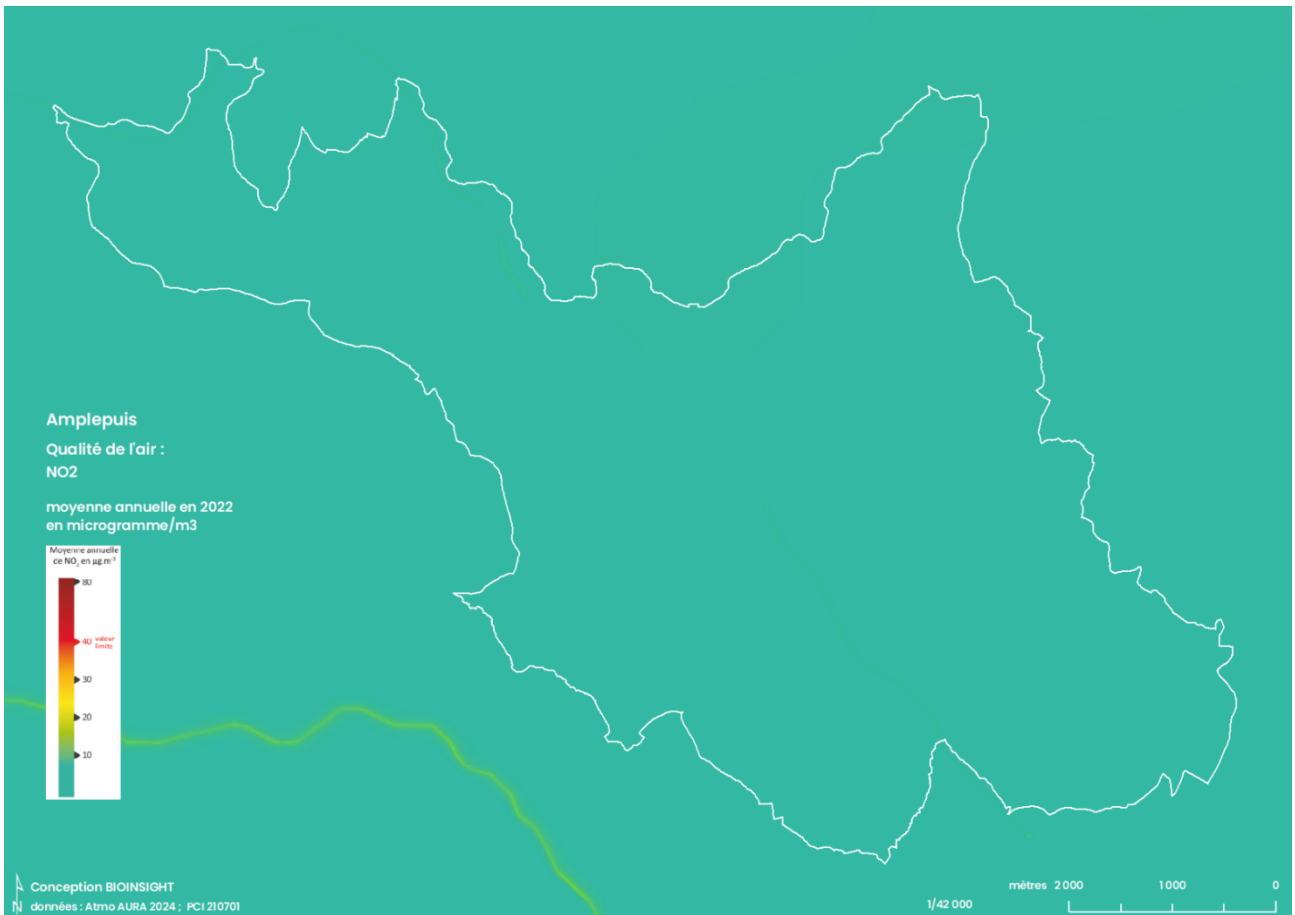 Amplepuis
Qualité de l'air :
NO2
moyenne annuelle en 2022
en microgramme/m3
Moyenne annuelle
de NO2 en µg.m-3
80
40 valeur limite
30
20
10
Conception BIOINSIGHT
N données : Atmo AURA 2024 ; PCI 210701
1/42 000
mètres 2 000 1 000 0